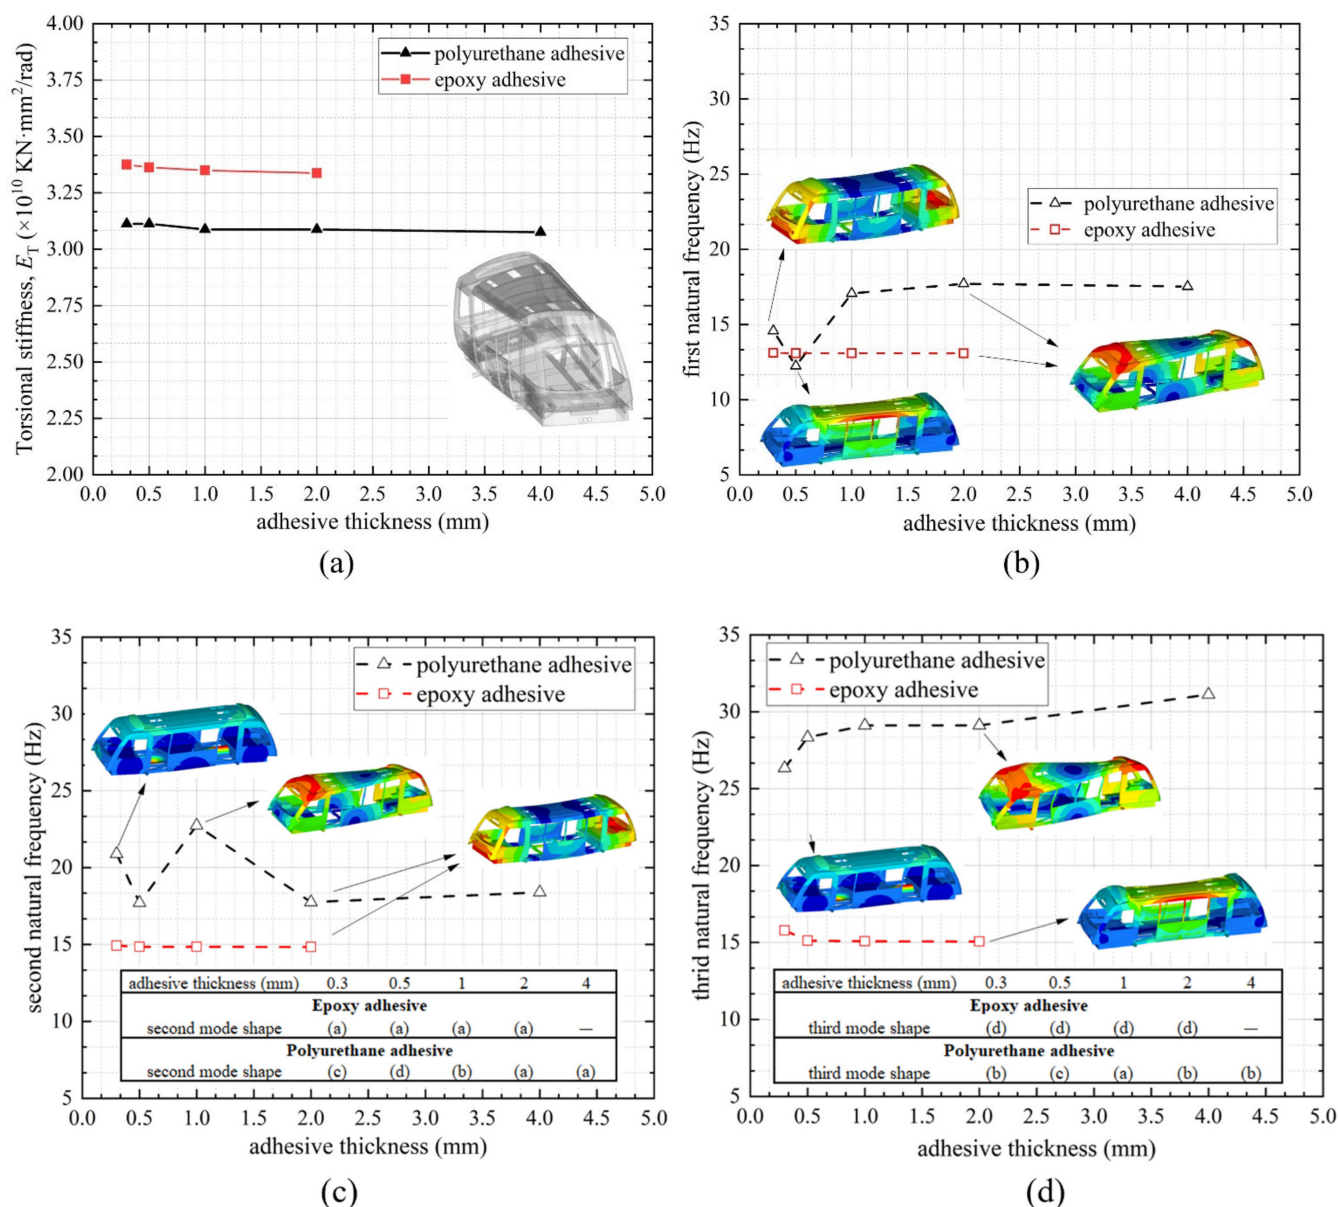 4.00
3.75
3.50
3.25
3.00
2.75
2.50
2.25
2.00
Torsional stiffness, E_T (×10^10 KN·mm^2/rad)
polyurethane adhesive
epoxy adhesive
0.0 0.5 1.0 1.5 2.0 2.5 3.0 3.5 4.0 4.5 5.0
adhesive thickness (mm)
(a)
35
30
25
20
15
10
5
first natural frequency (Hz)
polyurethane adhesive
epoxy adhesive
0.0 0.5 1.0 1.5 2.0 2.5 3.0 3.5 4.0 4.5 5.0
adhesive thickness (mm)
(b)
35
30
25
20
15
10
5
second natural frequency (Hz)
polyurethane adhesive
epoxy adhesive
adhesive thickness (mm) 0.3 0.5 1 2 4
Epoxy adhesive
second mode shape (a) (a) (a) (a) —
Polyurethane adhesive
second mode shape (c) (d) (b) (a) (a)
0.0 0.5 1.0 1.5 2.0 2.5 3.0 3.5 4.0 4.5 5.0
adhesive thickness (mm)
(c)
35
30
25
20
15
10
5
thrid natural frequency (Hz)
polyurethane adhesive
epoxy adhesive
adhesive thickness (mm) 0.3 0.5 1 2 4
Epoxy adhesive
third mode shape (d) (d) (d) (d) —
Polyurethane adhesive
third mode shape (b) (c) (a) (b) (b)
0.0 0.5 1.0 1.5 2.0 2.5 3.0 3.5 4.0 4.5 5.0
adhesive thickness (mm)
(d)